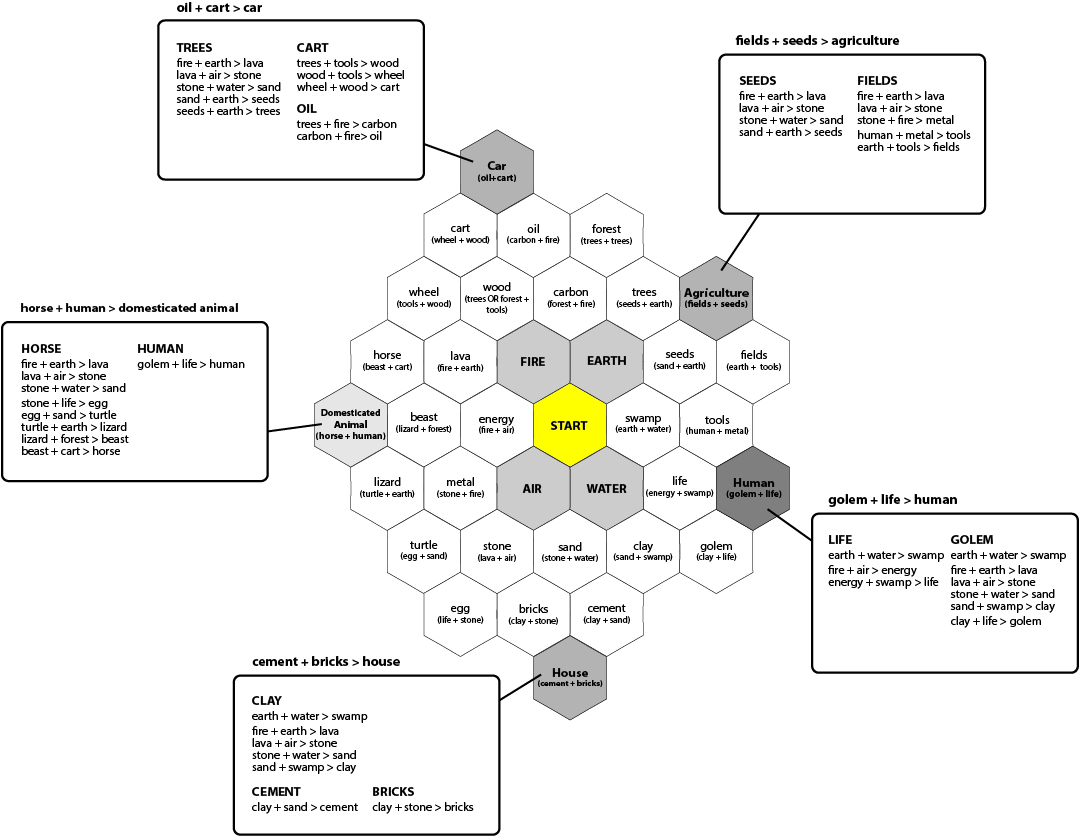 oil + cart > car
TREES
fire + earth > lava
lava + air > stone
stone + water > sand
sand + earth > seeds
seeds + earth > trees
CART
trees + tools > wood
wood + tools > wheel
wheel + wood > cart
OIL
trees + fire > carbon
carbon + fire> oil
fields + seeds > agriculture
SEEDS
fire + earth > lava
lava + air > stone
stone + water > sand
sand + earth > seeds
FIELDS
fire + earth > lava
lava + air > stone
stone + fire > metal
human + metal > tools
earth + tools > fields
Car
(oil+cart)
cart
(wheel + wood)
oil
(carbon + fire)
forest
(trees + trees)
wheel
(tools + wood)
wood
(trees OR forest +
tools)
carbon
(forest + fire)
trees
(seeds + earth)
Agriculture
(fields + seeds)
horse + human > domesticated animal
HORSE
fire + earth > lava
lava + air > stone
stone + water > sand
stone + life > egg
egg + sand > turtle
turtle + earth > lizard
lizard + forest > beast
beast + cart > horse
HUMAN
golem + life > human
horse
(beast + cart)
lava
(fire + earth)
FIRE
EARTH
seeds
(sand + earth)
fields
(earth + tools)
Domesticated
Animal
(horse + human)
beast
(lizard + forest)
energy
(fire + air)
START
swamp
(earth + water)
tools
(human + metal)
lizard
(turtle + earth)
metal
(stone + fire)
AIR
WATER
life
(energy + swamp)
Human
(golem + life)
turtle
(egg + sand)
stone
(lava + air)
sand
(stone + water)
clay
(sand + swamp)
golem
(clay + life)
egg
(life + stone)
bricks
(clay + stone)
cement
(clay + sand)
House
(cement + bricks)
golem + life > human
LIFE
earth + water > swamp
fire + air > energy
energy + swamp > life
GOLEM
earth + water > swamp
fire + earth > lava
lava + air > stone
stone + water > sand
sand + swamp > clay
clay + life > golem
cement + bricks > house
CLAY
earth + water > swamp
fire + earth > lava
lava + air > stone
stone + water > sand
sand + swamp > clay
CEMENT
clay + sand > cement
BRICKS
clay + stone > bricks